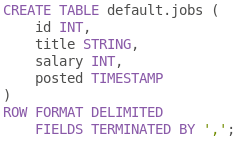 CREATE TABLE default.jobs (
    id INT,
    title STRING,
    salary INT,
    posted TIMESTAMP
)
ROW FORMAT DELIMITED
    FIELDS TERMINATED BY ',';